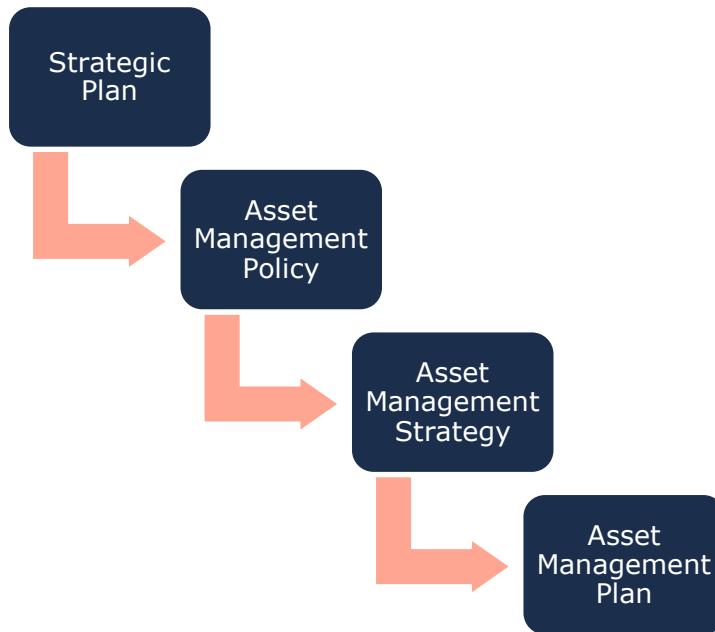 Strategic
Plan
Asset
Management
Policy
Asset
Management
Strategy
Asset
Management
Plan